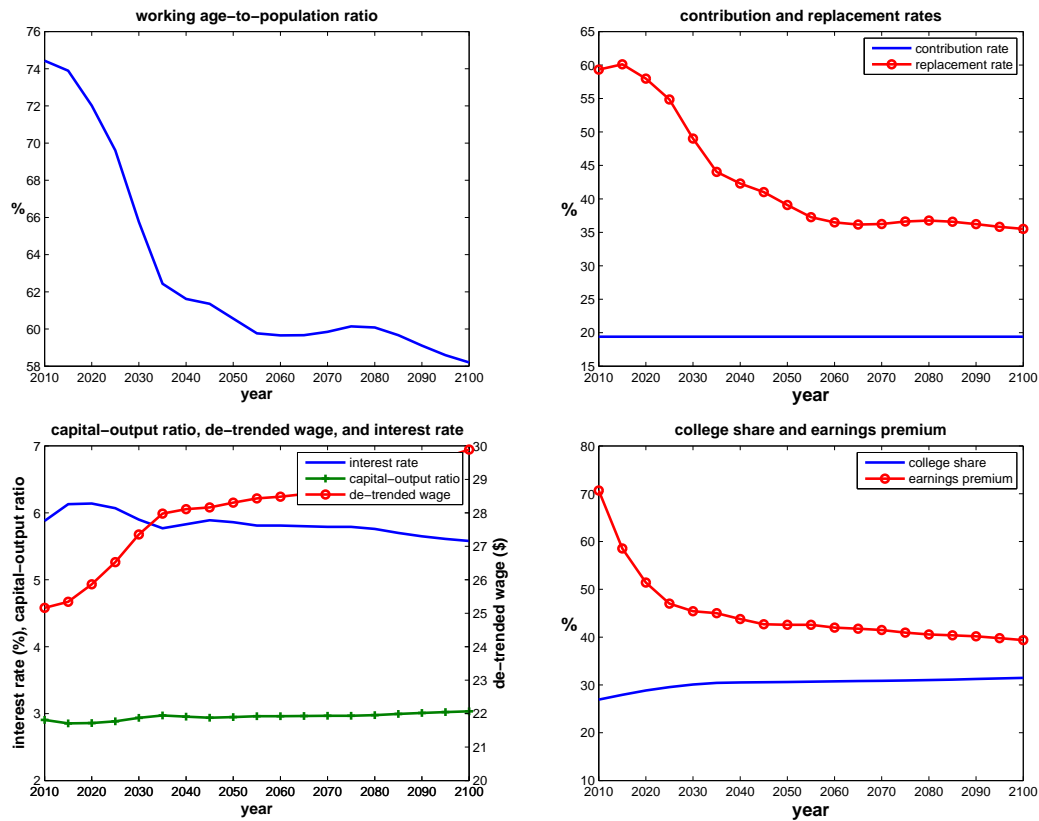 working age−to−population ratio
76
74
72
70
68
66
64
62
60
58
%
2010 2020 2030 2040 2050 2060 2070 2080 2090 2100
year
contribution and replacement rates
65
60
55
50
45
40
35
30
25
20
15
%
contribution rate
replacement rate
2010 2020 2030 2040 2050 2060 2070 2080 2090 2100
year
capital−output ratio, de−trended wage, and interest rate
7
6
5
4
3
2
interest rate (%), capital−output ratio
interest rate
capital−output ratio
de−trended wage
30
29
28
27
26
25
24
23
22
21
20
de−trended wage ($)
2010 2020 2030 2040 2050 2060 2070 2080 2090 2100
year
college share and earnings premium
80
70
60
50
40
30
20
10
%
college share
earnings premium
2010 2020 2030 2040 2050 2060 2070 2080 2090 2100
year